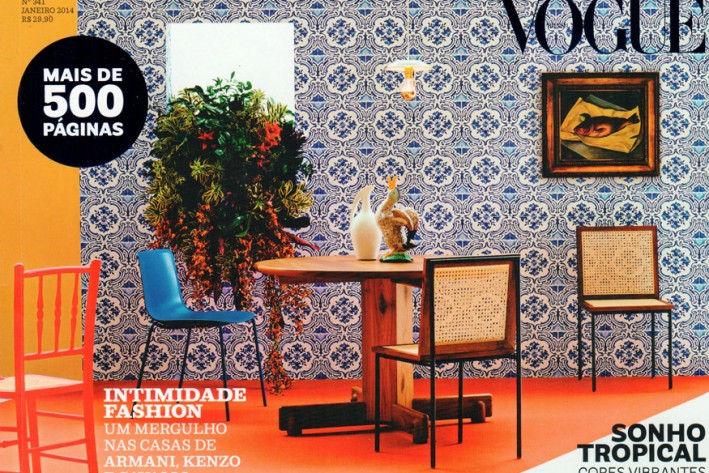 Nº 341
JANEIRO 2014
R$ 29,90
VOGUE
MAIS DE
500
PÁGINAS
INTIMIDADE
FASHION
UM MERGULHO
NAS CASAS DE
ARMANI, KENZO
SONHO
TROPICAL
CORES VIBRANTES